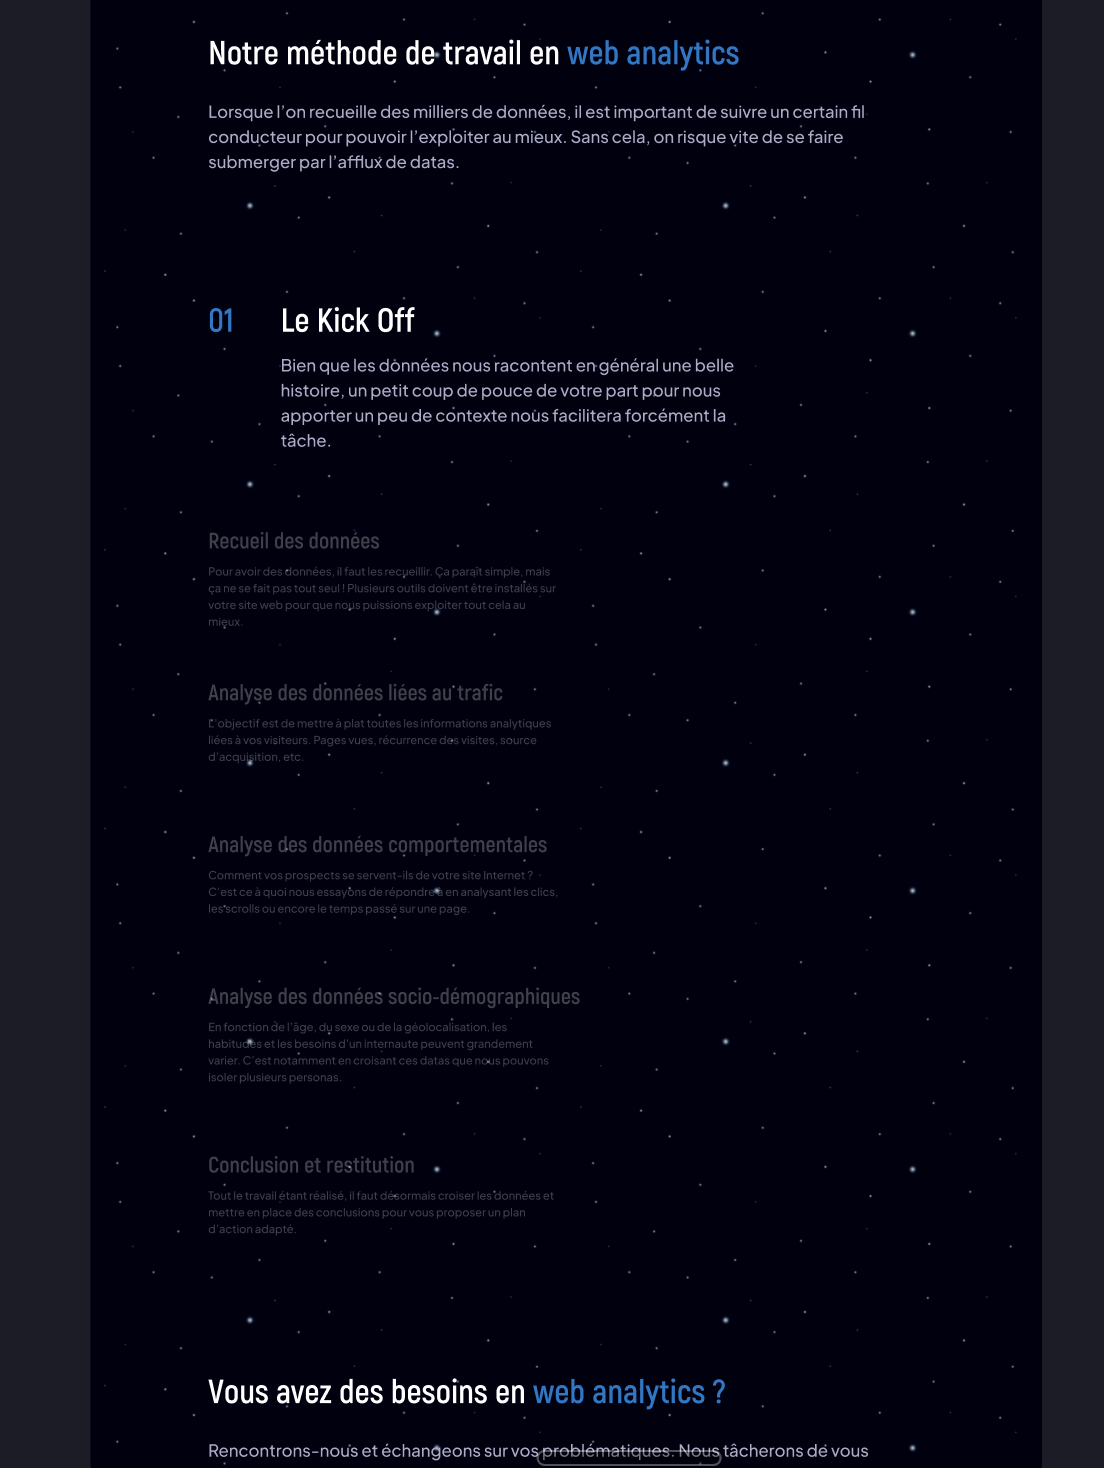 Notre méthode de travail en web analytics
Lorsque l’on recueille des milliers de données, il est important de suivre un certain fil
conducteur pour pouvoir l’exploiter au mieux. Sans cela, on risque vite de se faire
submerger par l’afflux de datas.
01 Le Kick Off
Bien que les données nous racontent en général une belle
histoire, un petit coup de pouce de votre part pour nous
apporter un peu de contexte nous facilitera forcément la
tâche.
Recueil des données
Pour avoir des données, il faut les recueillir. Ça paraît simple, mais
ça ne se fait pas tout seul ! Plusieurs outils doivent être installés sur
votre site web pour que nous puissions exploiter tout cela au
mieux.
Analyse des données liées au trafic
L’objectif est de mettre à plat toutes les informations analytiques
liées à vos visiteurs. Pages vues, récurrence des visites, source
d’acquisition, etc.
Analyse des données comportementales
Comment vos prospects se servent-ils de votre site Internet ?
C’est ce à quoi nous essayons de répondre à en analysant les clics,
les scrolls ou encore le temps passé sur une page.
Analyse des données socio-démographiques
En fonction de l’âge, du sexe ou de la géolocalisation, les
habitudes et les besoins d’un internaute peuvent grandement
varier. C’est notamment en croisant ces datas que nous pouvons
isoler plusieurs personas.
Conclusion et restitution
Tout le travail étant réalisé, il faut désormais croiser les données et
mettre en place des conclusions pour vous proposer un plan
d’action adapté.
Vous avez des besoins en web analytics ?
Rencontrons-nous et échangeons sur vos problématiques. Nous tâcherons de vous